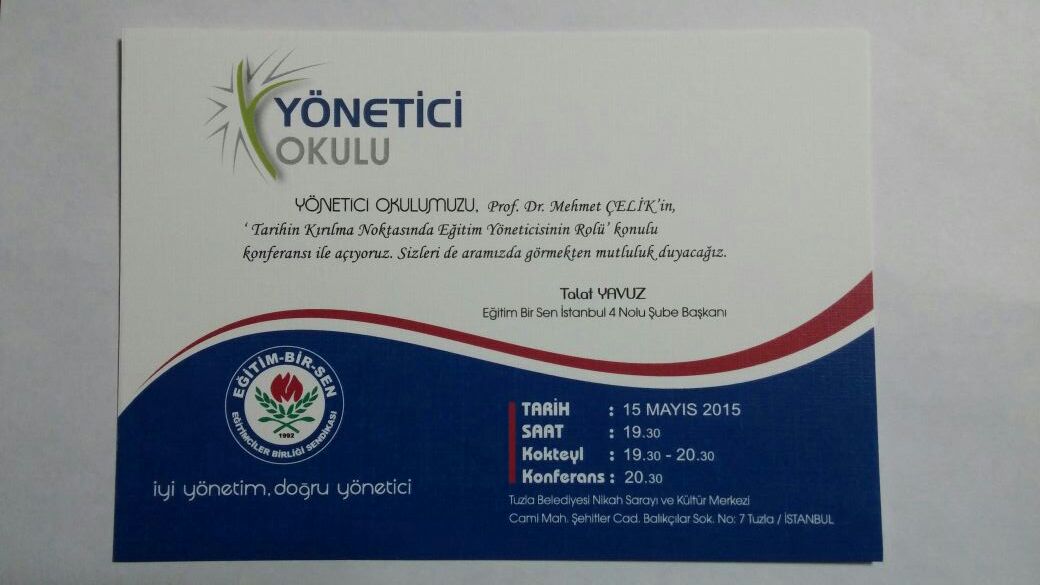 YÖNETİCİ
OKULU
YÖNETICI OKULUMUZU, Prof. Dr. Mehmet ÇELİK'in,
' Tarihin Kırılma Noktasında Eğitim Yöneticisinin Rolü' konulu
konferansı ile açıyoruz. Sizleri de aramızda görmekten mutluluk duyacağız.
Talat YAVUZ
Eğitim Bir Sen İstanbul 4 Nolu Şube Başkanı
EĞİTİM-BİR-SEN
1992
EĞİTİMCİLER BİRLİĞİ SENDİKASI
iyi yönetim, doğru yönetici
TARİH : 15 MAYIS 2015
SAAT : 19.30
Kokteyl : 19.30 - 20.30
Konferans : 20.30
Tuzla Belediyesi Nikah Sarayı ve Kültür Merkezi
Cami Mah. Şehitler Cad. Balıkçılar Sok. No: 7 Tuzla / İSTANBUL